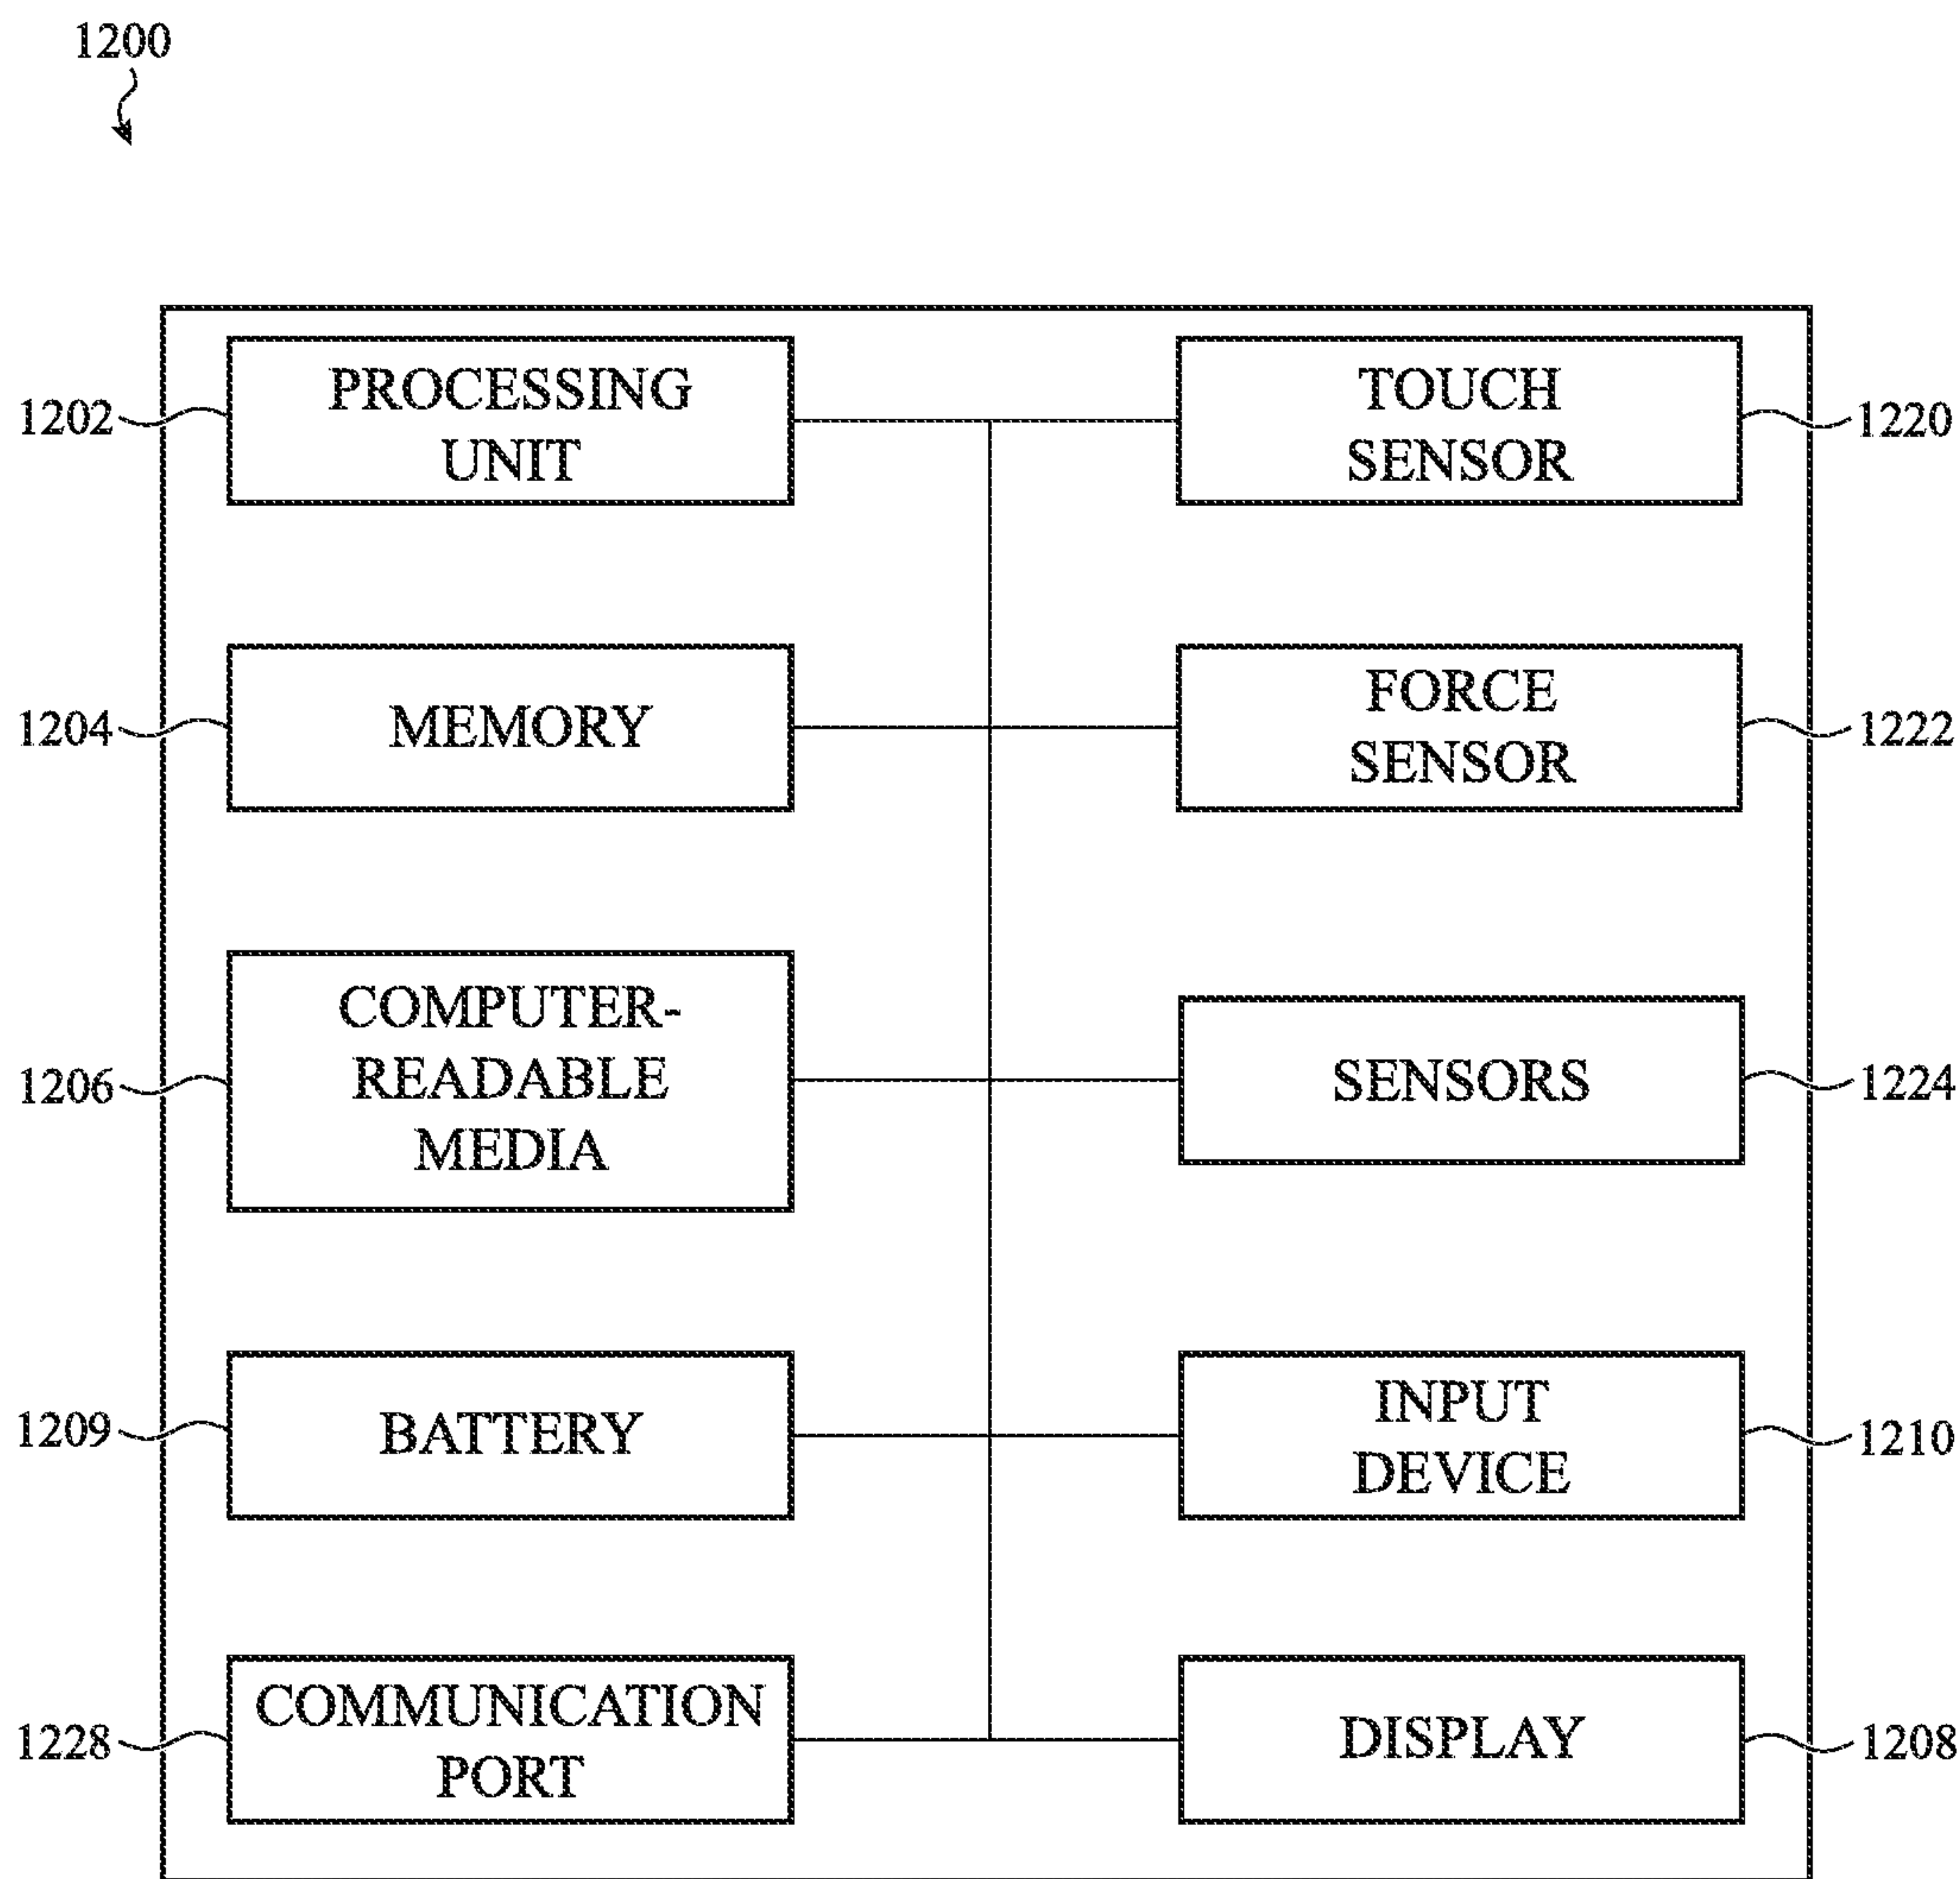 1200
1202
PROCESSING
UNIT
TOUCH
SENSOR
1220
1204
MEMORY
FORCE
SENSOR
1222
1206
COMPUTER-
READABLE
MEDIA
SENSORS
1224
1209
BATTERY
INPUT
DEVICE
1210
1228
COMMUNICATION
PORT
DISPLAY
1208